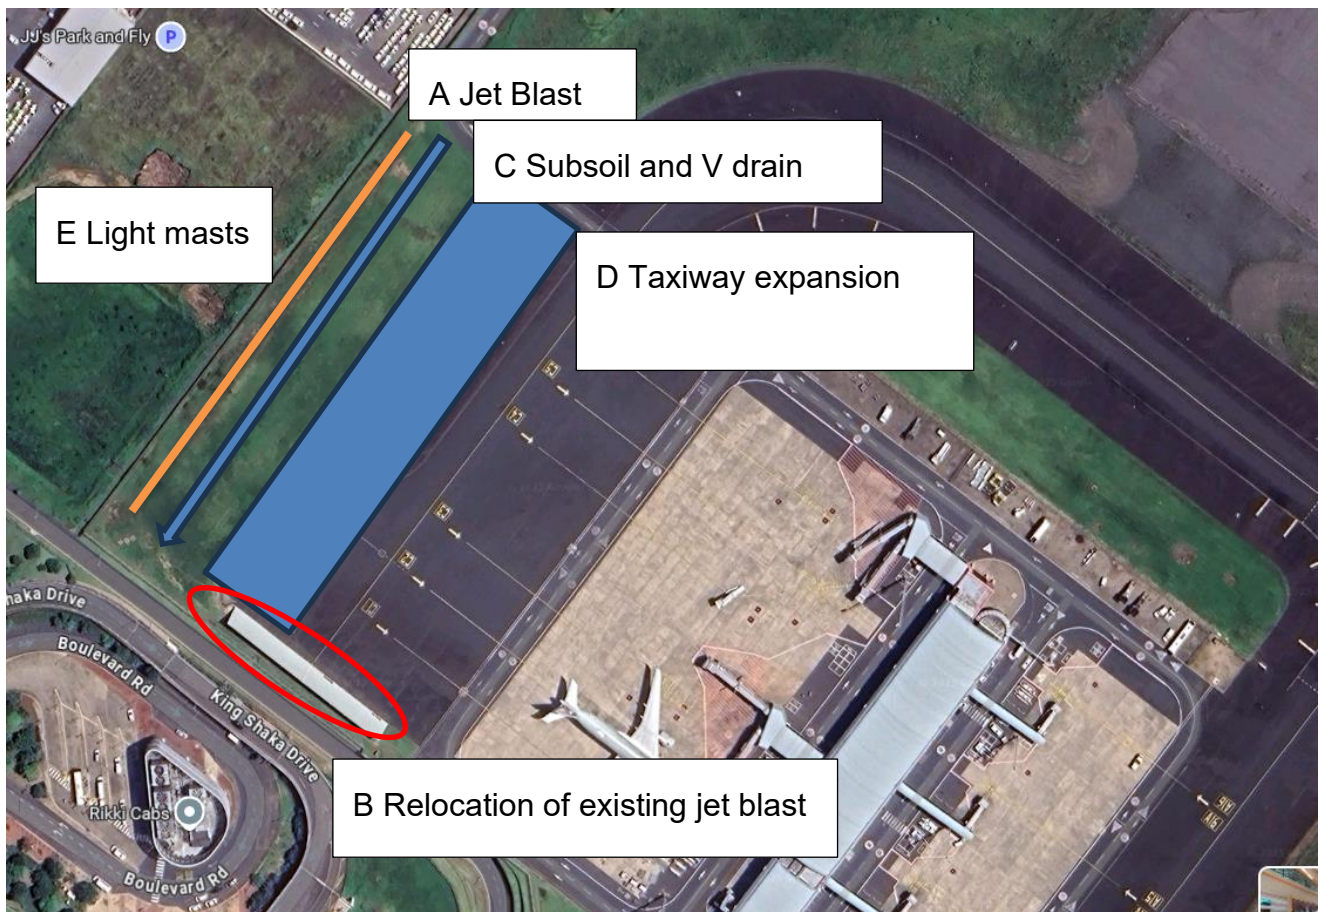 JJ's Park and Fly P
A Jet Blast
C Subsoil and V drain
E Light masts
D Taxiway expansion
haka Drive
Boulevard Rd
King Shaka Drive
B Relocation of existing jet blast
Rikki Cabs
Boulevard Rd
A15